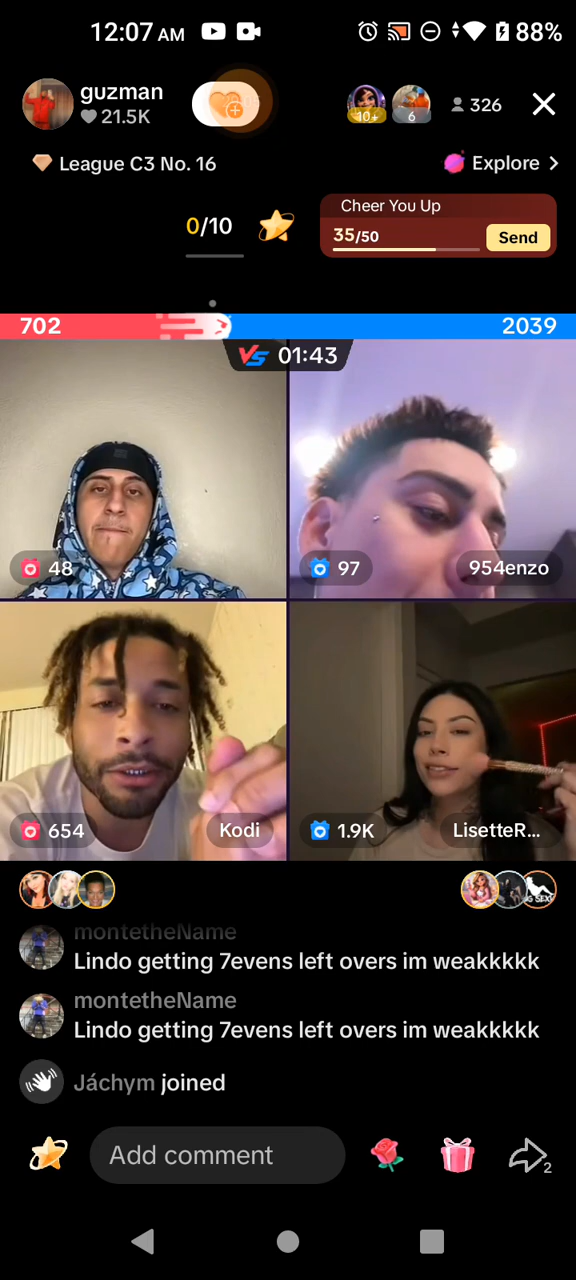 12:07 AM
88%
guzman
21.5K
10+
6
326
League C3 No. 16
Explore
0/10
Cheer You Up
35/50
Send
702
2039
VS 01:43
48
97
954enzo
654
Kodi
1.9K
LisetteR...
montetheName
Lindo getting 7evens left overs im weakkkkk
montetheName
Lindo getting 7evens left overs im weakkkkk
Jáchym joined
Add comment
2